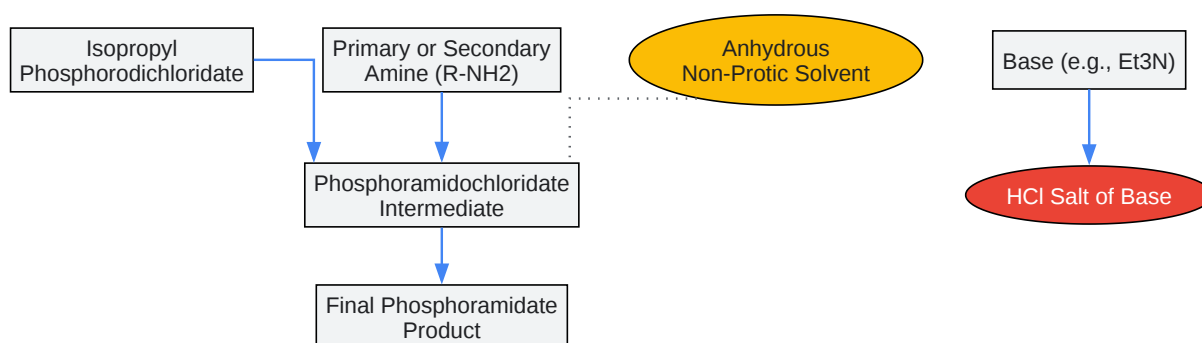 Isopropyl
Phosphorodichloridate
Primary or Secondary
Amine (R-NH2)
Anhydrous
Non-Protic Solvent
Base (e.g., Et3N)
Phosphoramidochloridate
Intermediate
HCl Salt of Base
Final Phosphoramidate
Product